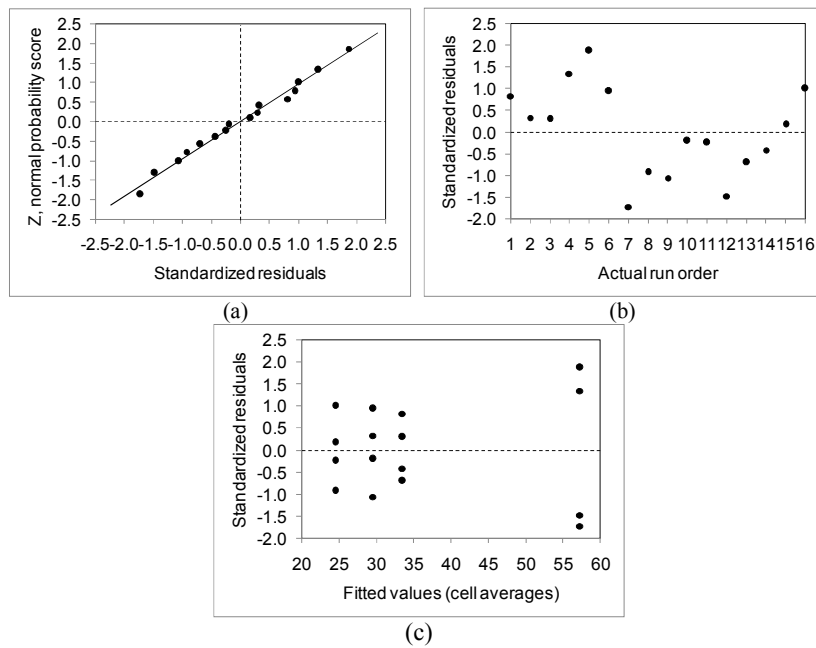 2.5
2.0
1.5
1.0
0.5
0.0
-0.5
-1.0
-1.5
-2.0
-2.5
Z, normal probability score
-2.5-2.0-1.5-1.0-0.5 0.0 0.5 1.0 1.5 2.0 2.5
Standardized residuals
(a)
2.5
2.0
1.5
1.0
0.5
0.0
-0.5
-1.0
-1.5
-2.0
Standardized residuals
1 2 3 4 5 6 7 8 9 10 11 12 13 14 15 16
Actual run order
(b)
2.5
2.0
1.5
1.0
0.5
0.0
-0.5
-1.0
-1.5
-2.0
Standardized residuals
20 25 30 35 40 45 50 55 60
Fitted values (cell averages)
(c)